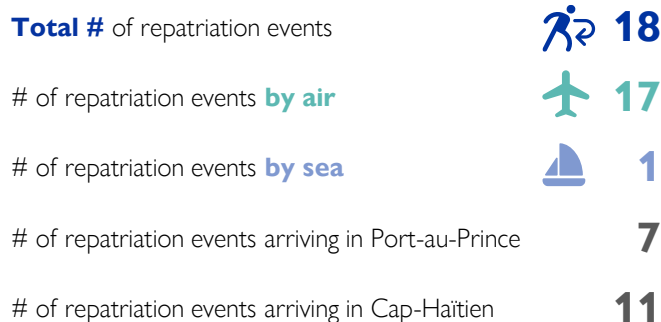 Total # of repatriation events 18
# of repatriation events by air 17
# of repatriation events by sea 1
# of repatriation events arriving in Port-au-Prince 7
# of repatriation events arriving in Cap-Haïtien 11